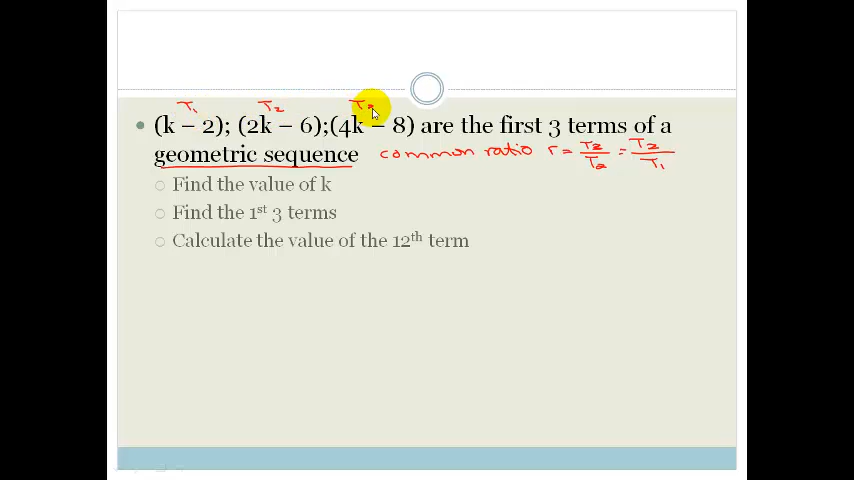 T₁ T₂ T₃
(k – 2); (2k – 6);(4k – 8) are the first 3 terms of a
geometric sequence common ratio r = T₃/T₂ = T₂/T₁
Find the value of k
Find the 1st 3 terms
Calculate the value of the 12th term